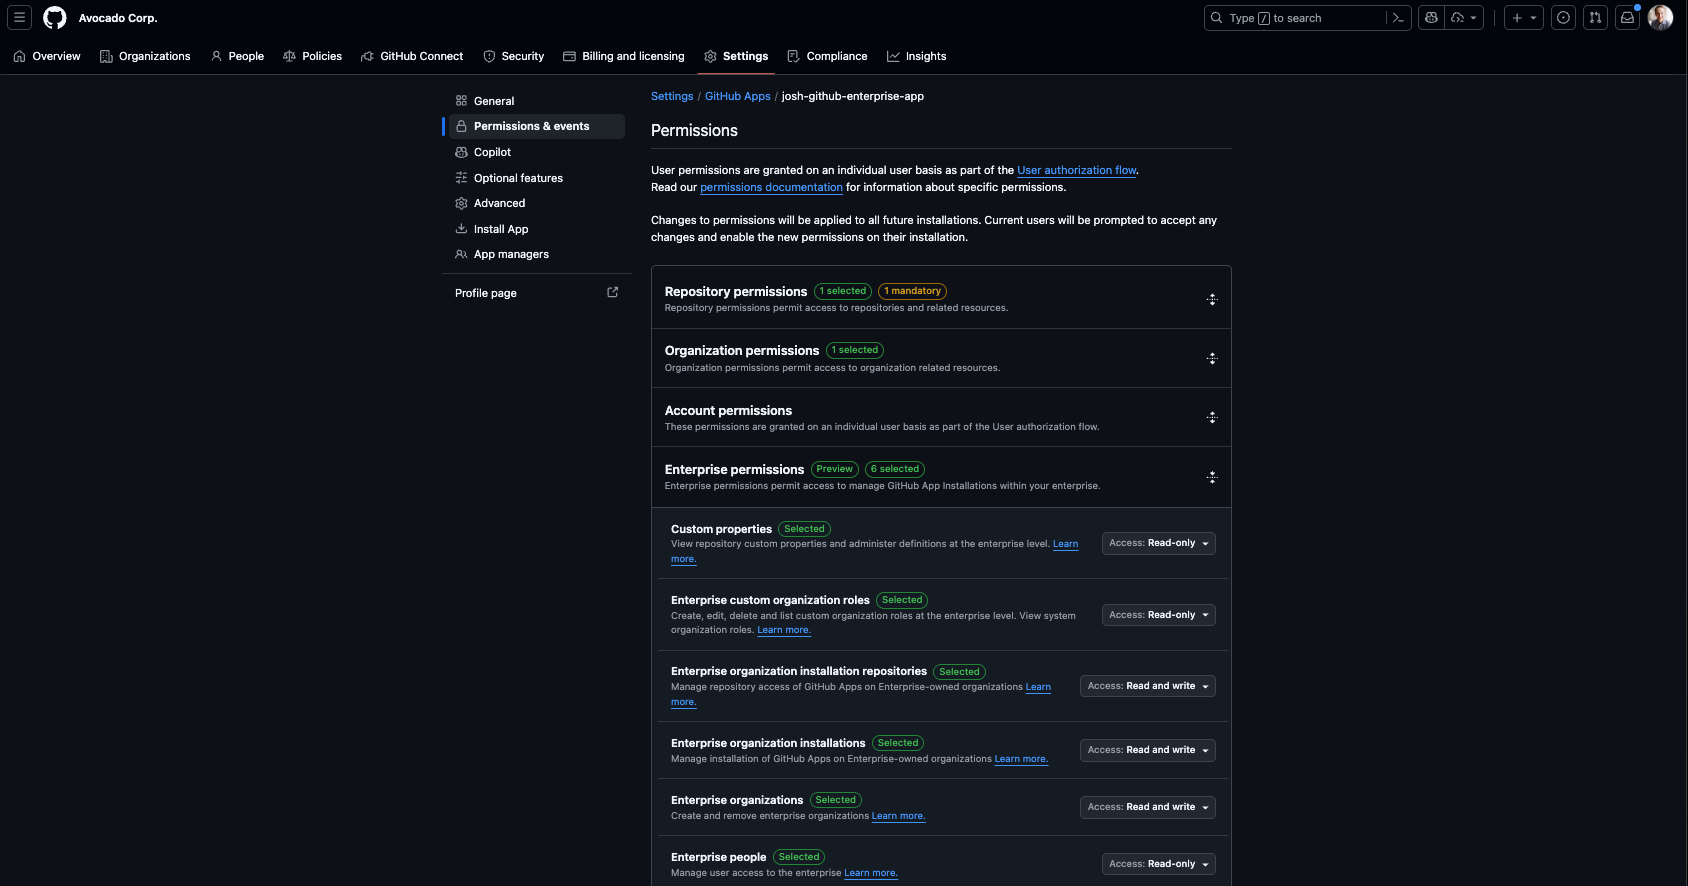 Avocado Corp.
Type / to search
Overview
Organizations
People
Policies
GitHub Connect
Security
Billing and licensing
Settings
Compliance
Insights
General
Permissions & events
Copilot
Optional features
Advanced
Install App
App managers
Profile page
Settings / GitHub Apps / josh-github-enterprise-app
Permissions
User permissions are granted on an individual user basis as part of the User authorization flow.
Read our permissions documentation for information about specific permissions.
Changes to permissions will be applied to all future installations. Current users will be prompted to accept any
changes and enable the new permissions on their installation.
Repository permissions 1 selected 1 mandatory
Repository permissions permit access to repositories and related resources.
Organization permissions 1 selected
Organization permissions permit access to organization related resources.
Account permissions
These permissions are granted on an individual user basis as part of the User authorization flow.
Enterprise permissions Preview 6 selected
Enterprise permissions permit access to manage GitHub App Installations within your enterprise.
Custom properties Selected
View repository custom properties and administer definitions at the enterprise level. Learn
more.
Access: Read-only
Enterprise custom organization roles Selected
Create, edit, delete and list custom organization roles at the enterprise level. View system
organization roles. Learn more.
Access: Read-only
Enterprise organization installation repositories Selected
Manage repository access of GitHub Apps on Enterprise-owned organizations Learn
more.
Access: Read and write
Enterprise organization installations Selected
Manage installation of GitHub Apps on Enterprise-owned organizations Learn more.
Access: Read and write
Enterprise organizations Selected
Create and remove enterprise organizations Learn more.
Access: Read and write
Enterprise people Selected
Manage user access to the enterprise Learn more.
Access: Read-only